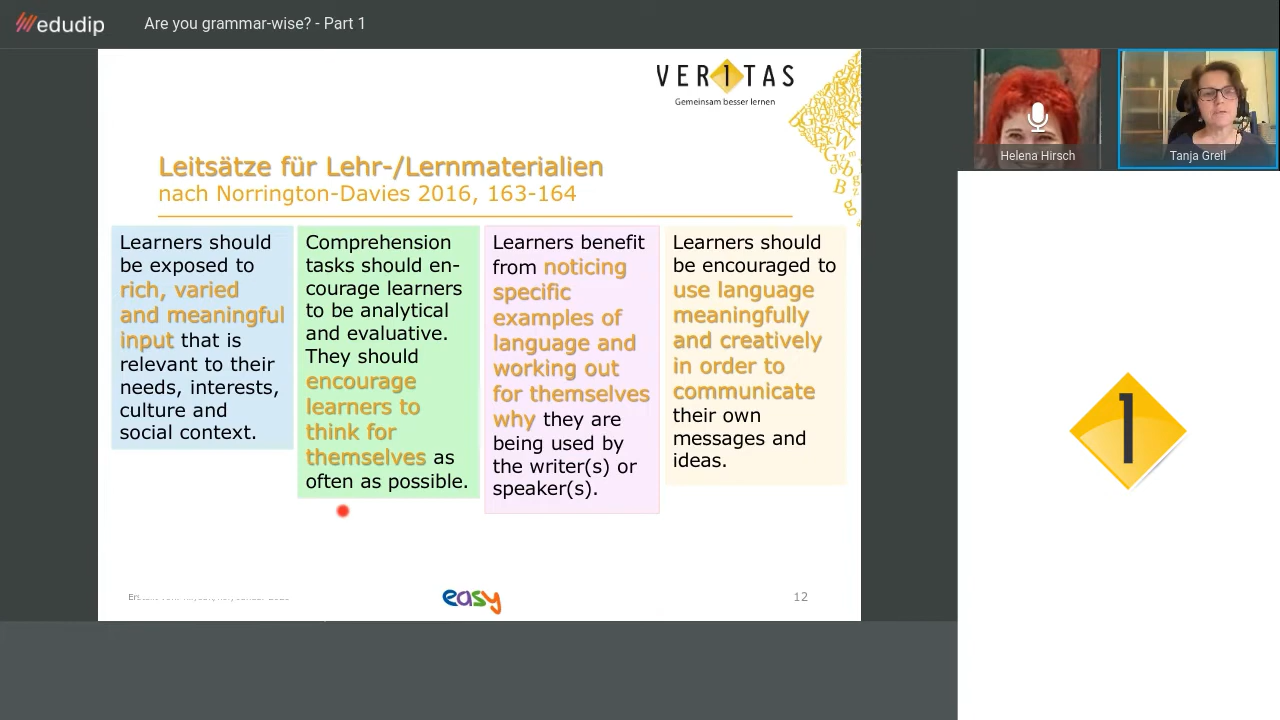 edudip
Are you grammar-wise? - Part 1
VERITAS
Gemeinsam besser lernen
Helena Hirsch
Tanja Greil
Leitsätze für Lehr-/Lernmaterialien
nach Norrington-Davies 2016, 163-164
Learners should
be exposed to
rich, varied
and meaningful
input that is
relevant to their
needs, interests,
culture and
social context.
Comprehension
tasks should en-
courage learners
to be analytical
and evaluative.
They should
encourage
learners to
think for
themselves as
often as possible.
Learners benefit
from noticing
specific
examples of
language and
working out
for themselves
why they are
being used by
the writer(s) or
speaker(s).
Learners should
be encouraged to
use language
meaningfully
and creatively
in order to
communicate
their own
messages and
ideas.
easy
12